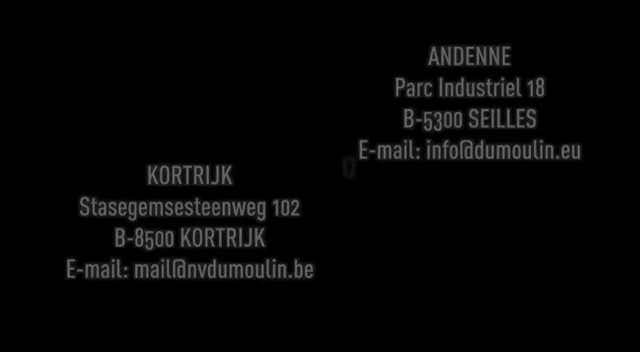 ANDENNE
Parc Industriel 18
B-5300 SEILLES
E-mail: info@dumoulin.eu
KORTRIJK
Stasegemsesteenweg 102
B-8500 KORTRIJK
E-mail: mail@nvdumoulin.be